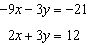 −9x − 3y = −21
2x + 3y = 12